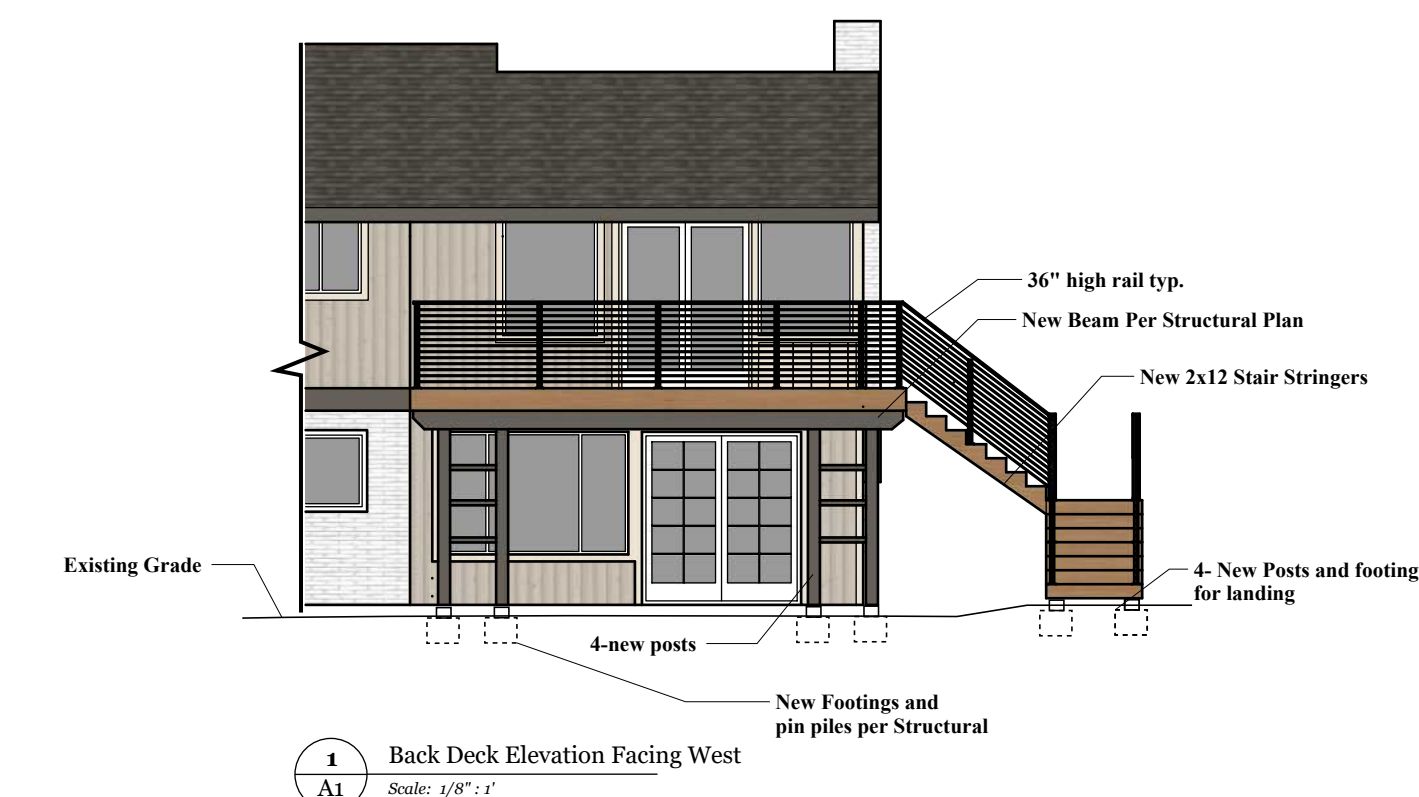 36" high rail typ.
New Beam Per Structural Plan
New 2x12 Stair Stringers
Existing Grade
4- New Posts and footing
for landing
4-new posts
New Footings and
pin piles per Structural
1
A1
Back Deck Elevation Facing West
Scale: 1/8" : 1'